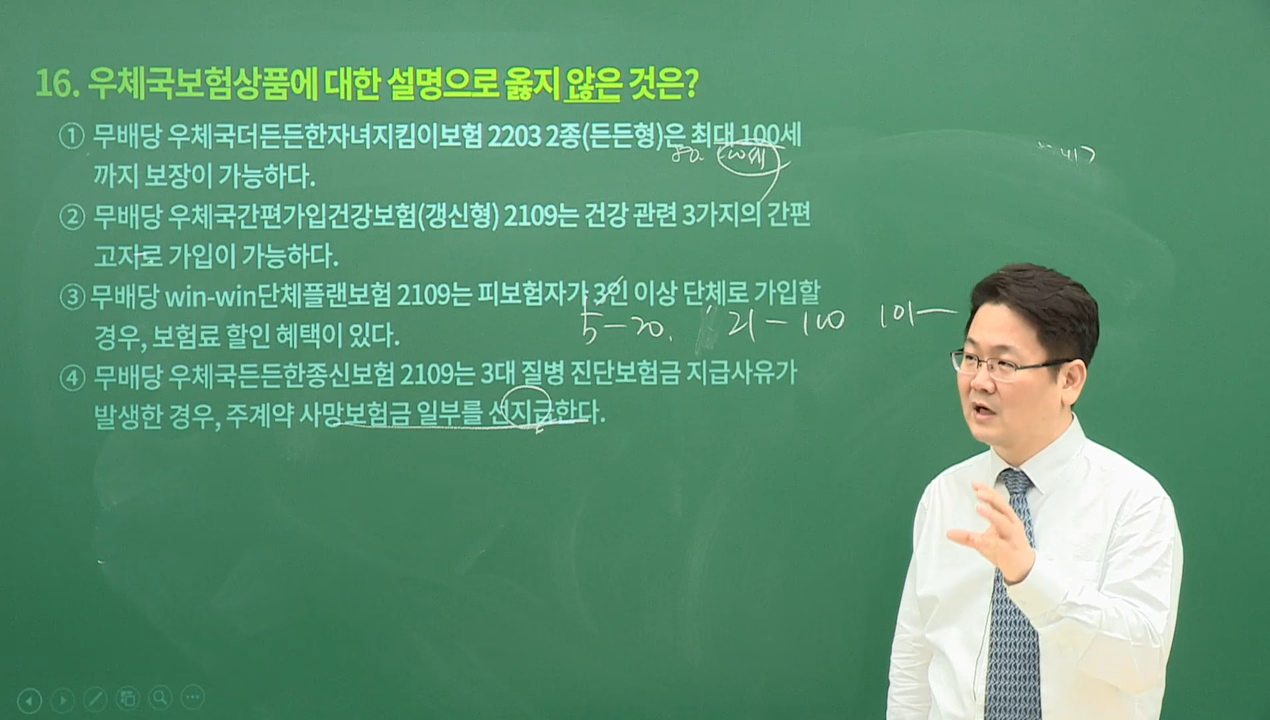 16. 우체국보험상품에 대한 설명으로 옳지 않은 것은?
① 무배당 우체국더든든한자녀지킴이보험 2203 2종(든든형)은 최대 100세
80 100세
까지 보장이 가능하다.
② 무배당 우체국간편가입건강보험(갱신형) 2109는 건강 관련 3가지의 간편
고지로 가입이 가능하다.
③ 무배당 win-win단체플랜보험 2109는 피보험자가 3인 이상 단체로 가입할
경우, 보험료 할인 혜택이 있다.
5-20. 21-100 101-
④ 무배당 우체국든든한종신보험 2109는 3대 질병 진단보험금 지급사유가
발생한 경우, 주계약 사망보험금 일부를 선지급한다.